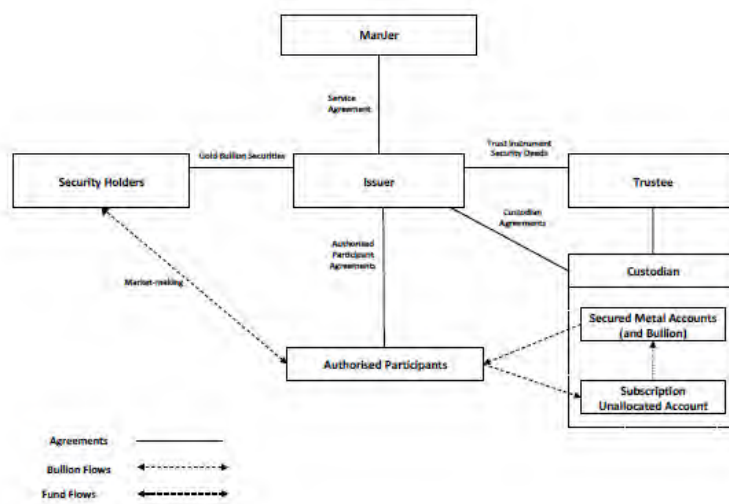 ManJer
Service
Agreement
Gold Bullion Securities
Trust Instrument
Security Deeds
Security Holders
Issuer
Trustee
Custodian
Agreements
Authorised
Participant
Agreements
Custodian
Market-making
Secured Metal Accounts
(and Bullion)
Authorised Participants
Subscription
Unallocated Account
Agreements
Bullion Flows
Fund Flows